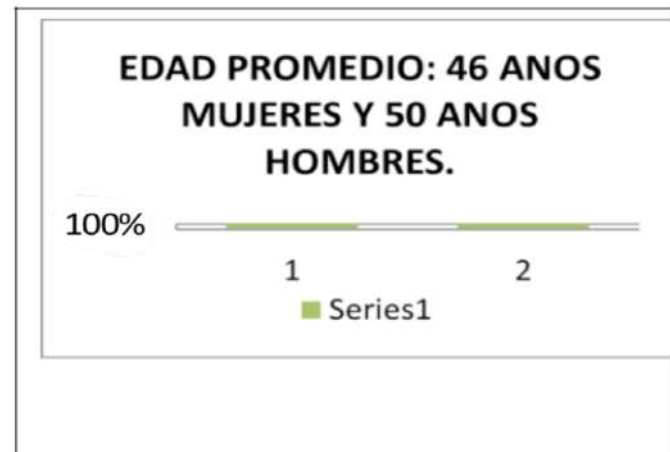 EDAD PROMEDIO: 46 ANOS
MUJERES Y 50 ANOS
HOMBRES.
100%
1 2
Series1